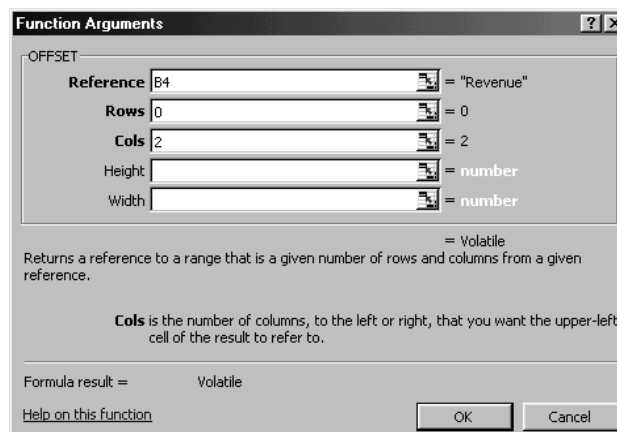 Function Arguments
OFFSET
Reference B4 = "Revenue"
Rows 0 = 0
Cols 2 = 2
Height = number
Width = number
= Volatile
Returns a reference to a range that is a given number of rows and columns from a given
reference.
Cols is the number of columns, to the left or right, that you want the upper-left
cell of the result to refer to.
Formula result = Volatile
Help on this function
OK Cancel